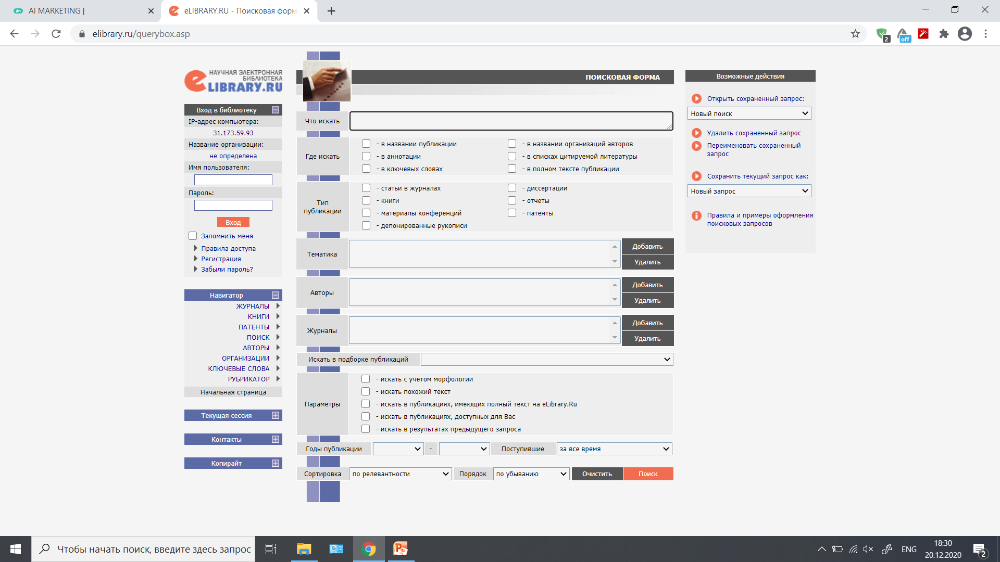 AI MARKETING |
eLIBRARY.RU - Поисковая форм
elibrary.ru/querybox.asp
2
off
НАУЧНАЯ ЭЛЕКТРОННАЯ
БИБЛИОТЕКА
eLIBRARY.RU
Вход в библиотеку
IP-адрес компьютера:
31.173.59.93
Название организации:
не определена
Имя пользователя:
Пароль:
Вход
Запомнить меня
Правила доступа
Регистрация
Забыли пароль?
Навигатор
ЖУРНАЛЫ
КНИГИ
ПАТЕНТЫ
ПОИСК
АВТОРЫ
ОРГАНИЗАЦИИ
КЛЮЧЕВЫЕ СЛОВА
РУБРИКАТОР
Начальная страница
Текущая сессия
Контакты
Копирайт
ПОИСКОВАЯ ФОРМА
Что искать
Где искать
- в названии публикации
- в названии организаций авторов
- в аннотации
- в списках цитируемой литературы
- в ключевых словах
- в полном тексте публикации
Тип
публикации
- статьи в журналах
- диссертации
- книги
- отчеты
- материалы конференций
- патенты
- депонированные рукописи
Тематика
Добавить
Удалить
Авторы
Добавить
Удалить
Журналы
Добавить
Удалить
Искать в подборке публикаций
Параметры
- искать с учетом морфологии
- искать похожий текст
- искать в публикациях, имеющих полный текст на eLibrary.Ru
- искать в публикациях, доступных для Вас
- искать в результатах предыдущего запроса
Годы публикации - Поступившие за все время
Сортировка по релевантности Порядок по убыванию Очистить Поиск
Возможные действия
Открыть сохраненный запрос:
Новый поиск
Удалить сохраненный запрос
Переименовать сохраненный
запрос
Сохранить текущий запрос как:
Новый запрос
Правила и примеры оформления
поисковых запросов
Чтобы начать поиск, введите здесь запрос
ENG
18:30
20.12.2020
2